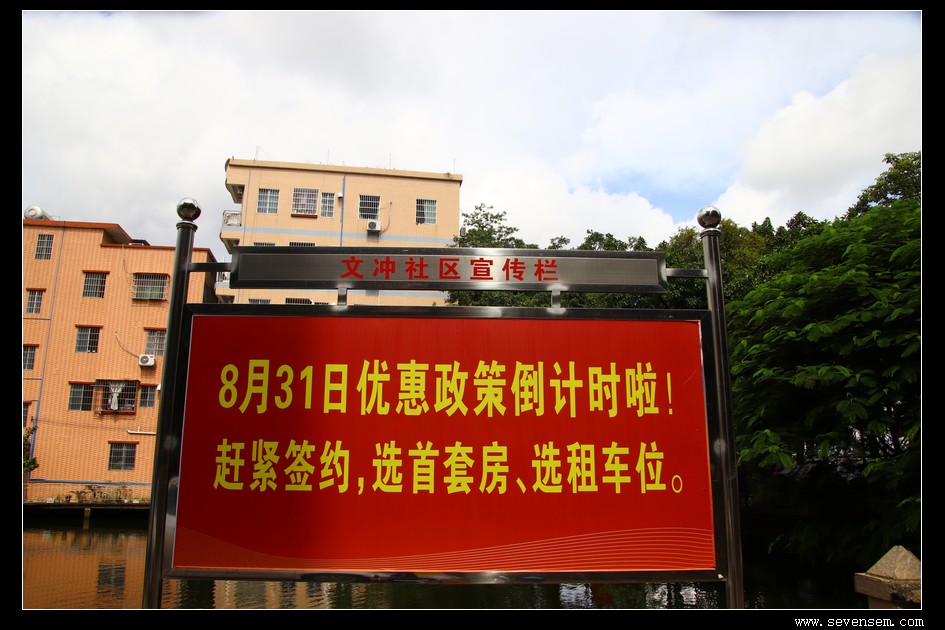 文冲社区宣传栏
8月31日优惠政策倒计时啦!
赶紧签约,选首套房、选租车位。
www.sevensem.com